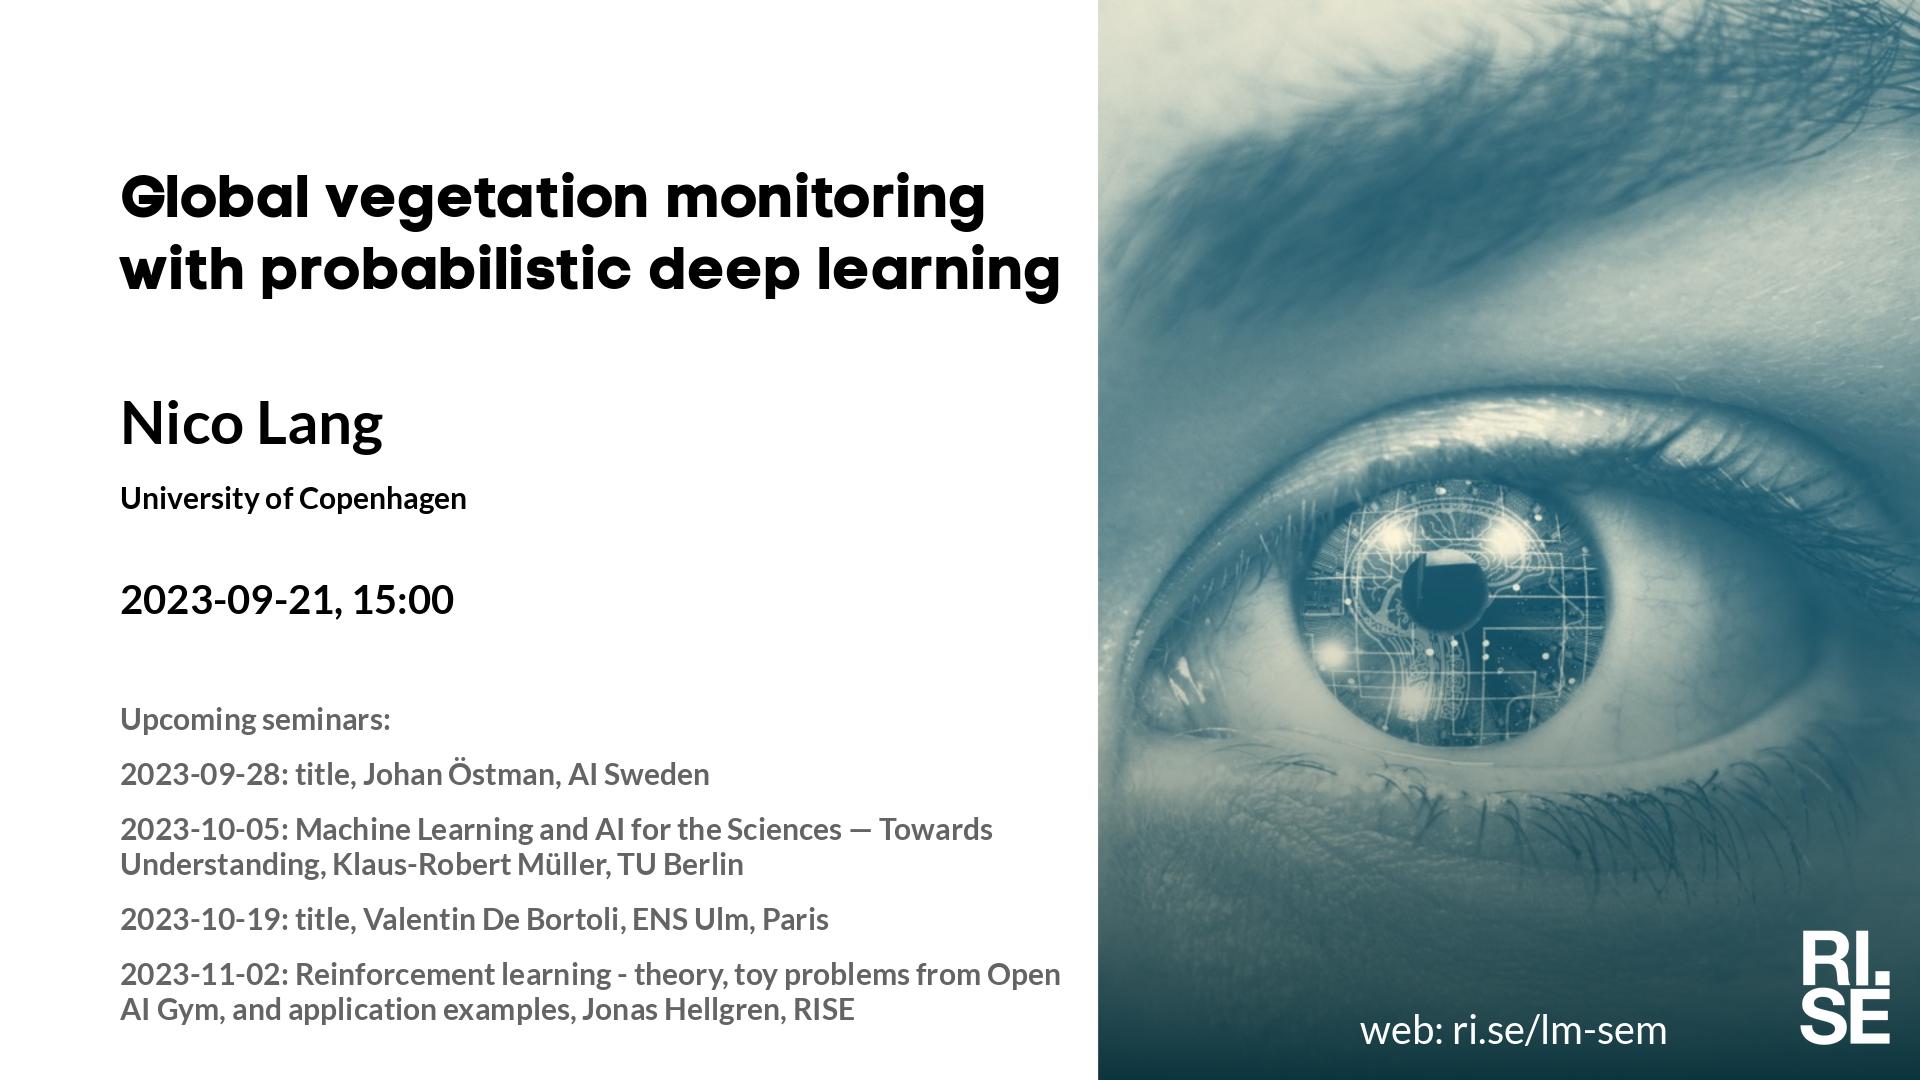 Global vegetation monitoring
with probabilistic deep learning
Nico Lang
University of Copenhagen
2023-09-21, 15:00
Upcoming seminars:
2023-09-28: title, Johan Östman, AI Sweden
2023-10-05: Machine Learning and AI for the Sciences — Towards
Understanding, Klaus-Robert Müller, TU Berlin
2023-10-19: title, Valentin De Bortoli, ENS Ulm, Paris
2023-11-02: Reinforcement learning - theory, toy problems from Open
AI Gym, and application examples, Jonas Hellgren, RISE
web: ri.se/lm-sem
RI.
SE